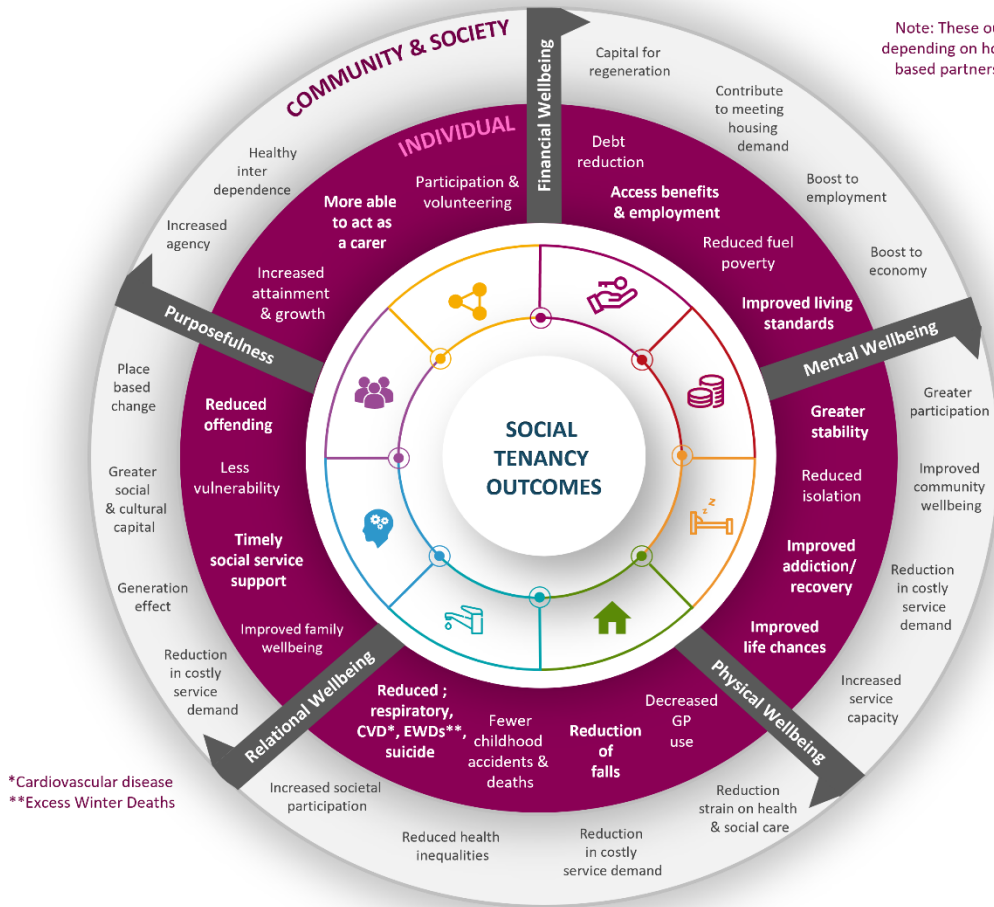 COMMUNITY & SOCIETY
INDIVIDUAL
Note: These ou
depending on ho
based partners
Financial Wellbeing
Capital for
regeneration
Contribute
to meeting
housing
demand
Boost to
employment
Boost to
economy
Debt
reduction
Access benefits
& employment
Reduced fuel
poverty
Improved living
standards
Mental Wellbeing
Greater
participation
Improved
community
wellbeing
Reduction
in costly
service
demand
Increased
service
capacity
Greater
stability
Reduced
isolation
Improved
addiction/
recovery
Improved
life chances
Physical Wellbeing
Reduction
strain on health
& social care
Reduction
in costly
service demand
Reduced health
inequalities
Increased societal
participation
Decreased
GP
use
Reduction
of
falls
Fewer
childhood
accidents &
deaths
Reduced ;
respiratory,
CVD*, EWDs**,
suicide
Relational Wellbeing
Reduction
in costly
service
demand
Generation
effect
Greater
social
& cultural
capital
Place
based
change
Improved family
wellbeing
Timely
social service
support
Less
vulnerability
Reduced
offending
Purposefulness
Increased
agency
Healthy
inter
dependence
Increased
attainment
& growth
More able
to act as
a carer
Participation &
volunteering
SOCIAL
TENANCY
OUTCOMES
z
z
z
*Cardiovascular disease
**Excess Winter Deaths